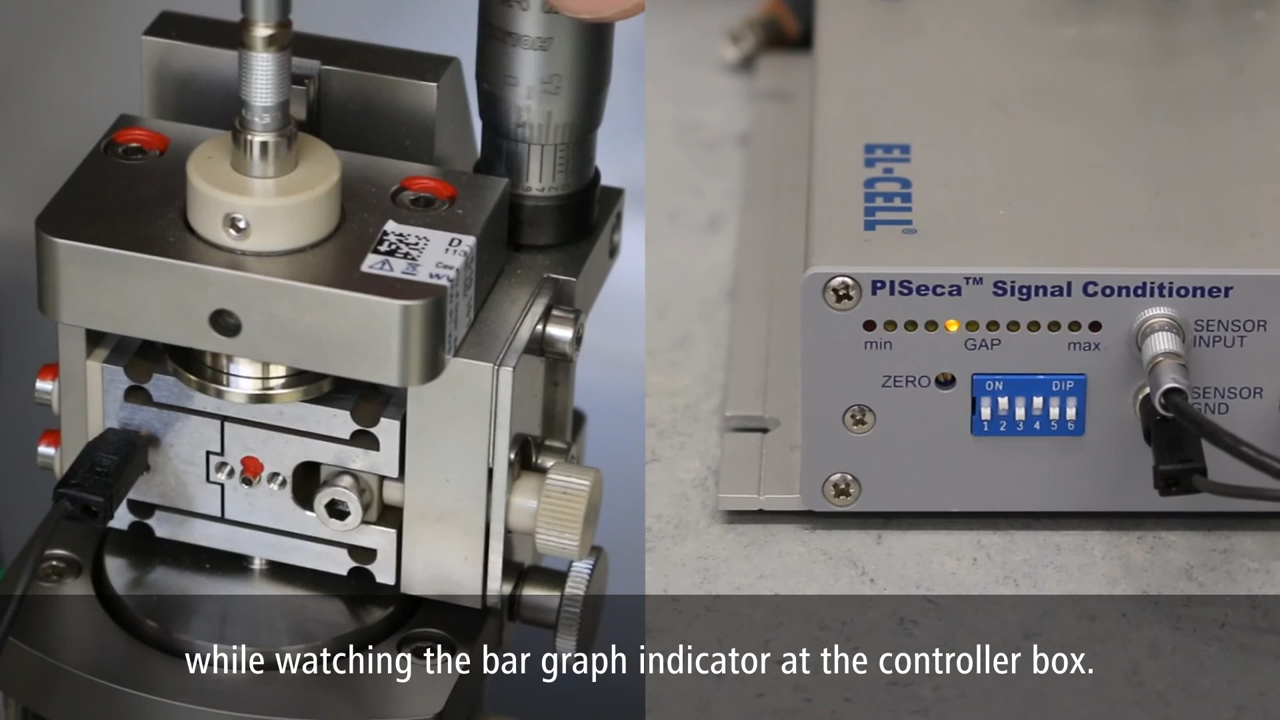 EL-CELL®
PISeca™ Signal Conditioner
min
GAP
max
SENSOR
INPUT
ZERO
ON
DIP
1 2 3 4 5 6
SENSOR
GND
while watching the bar graph indicator at the controller box.